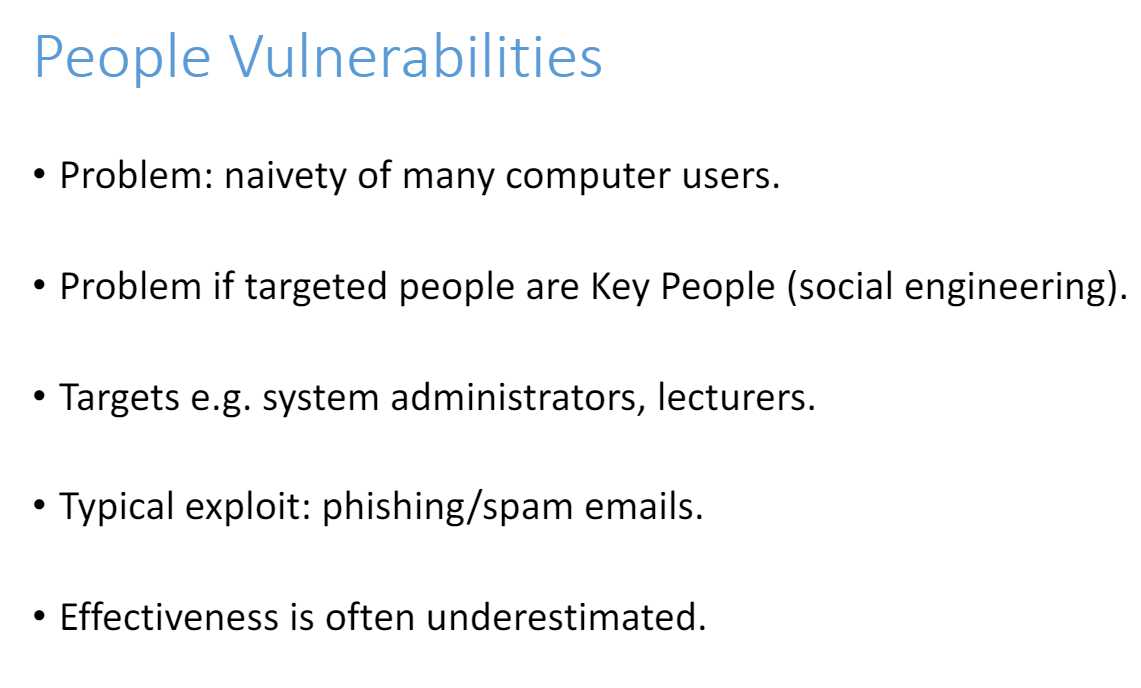 People Vulnerabilities
• Problem: naivety of many computer users.
• Problem if targeted people are Key People (social engineering).
• Targets e.g. system administrators, lecturers.
• Typical exploit: phishing/spam emails.
• Effectiveness is often underestimated.